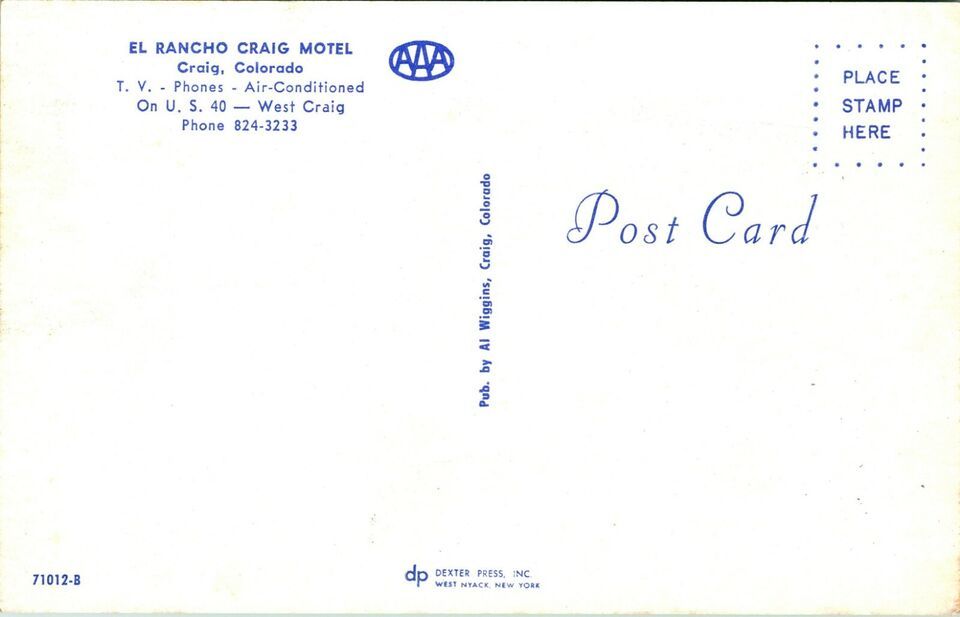 EL RANCHO CRAIG MOTEL
Craig, Colorado
T. V. - Phones - Air-Conditioned
On U. S. 40 — West Craig
Phone 824-3233
AAA
PLACE
STAMP
HERE
Pub. by Al Wiggins, Craig, Colorado
Post Card
71012-B
dp DEXTER PRESS, INC.
WEST NYACK, NEW YORK